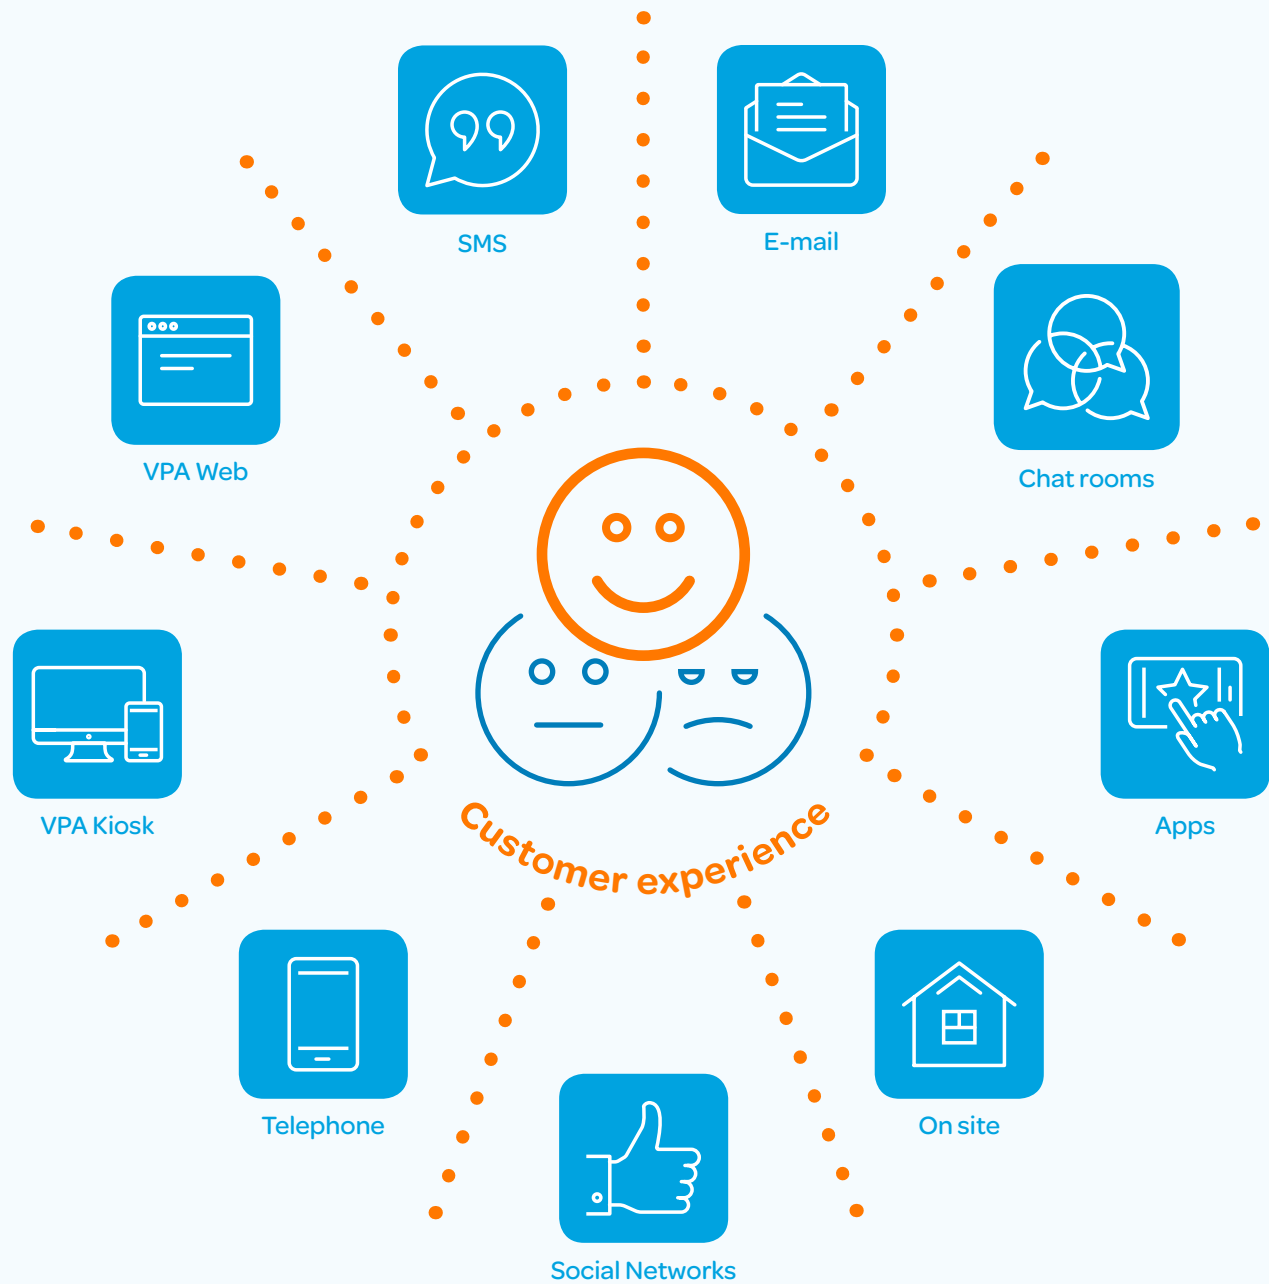 SMS
E-mail
VPA Web
Chat rooms
VPA Kiosk
Apps
Customer experience
Telephone
On site
Social Networks